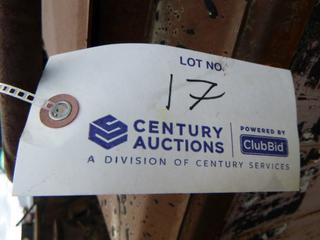 LOT NO.
17
CENTURY AUCTIONS
POWERED BY
ClubBid
A DIVISION OF CENTURY SERVICES